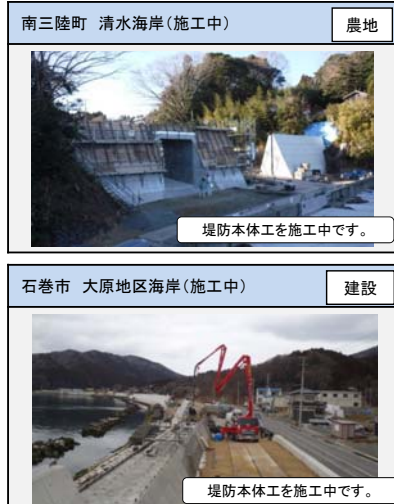 南三陸町 清水海岸(施工中)
農地
堤防本体工を施工中です。
石巻市 大原地区海岸(施工中)
建設
堤防本体工を施工中です。